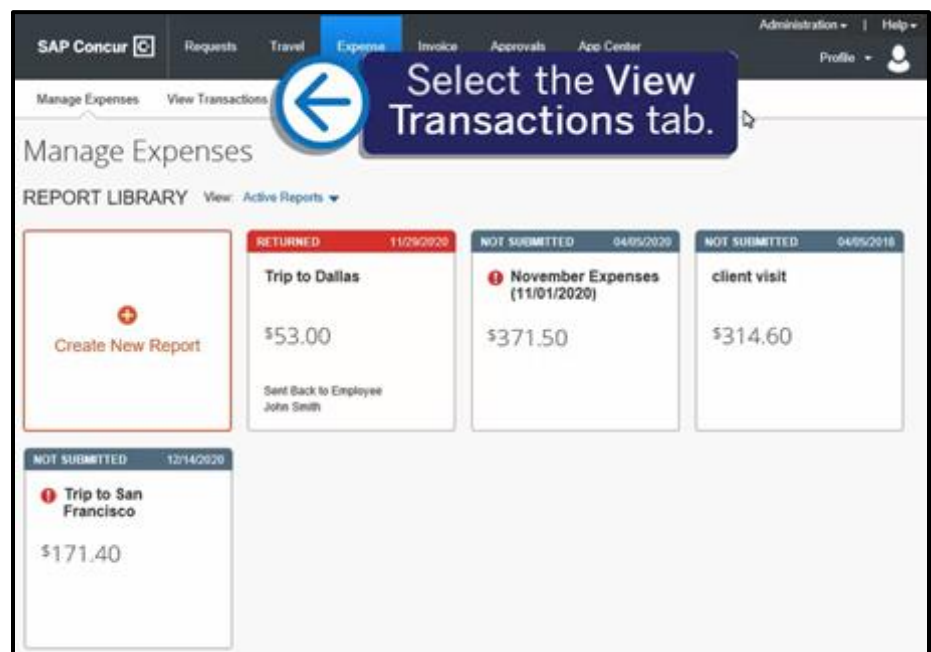 Administration | Help
SAP Concur C Requests Travel Expense Invoice Approvals App Center
Profile
Manage Expenses View Transactions
Select the View
Transactions tab.
Manage Expenses
REPORT LIBRARY View: Active Reports
Create New Report
RETURNED 11/29/2020
Trip to Dallas
$53.00
Sent Back to Employee
John Smith
NOT SUBMITTED 04/05/2020
November Expenses
(11/01/2020)
$371.50
NOT SUBMITTED 04/05/2018
client visit
$314.60
NOT SUBMITTED 12/14/2020
Trip to San
Francisco
$171.40